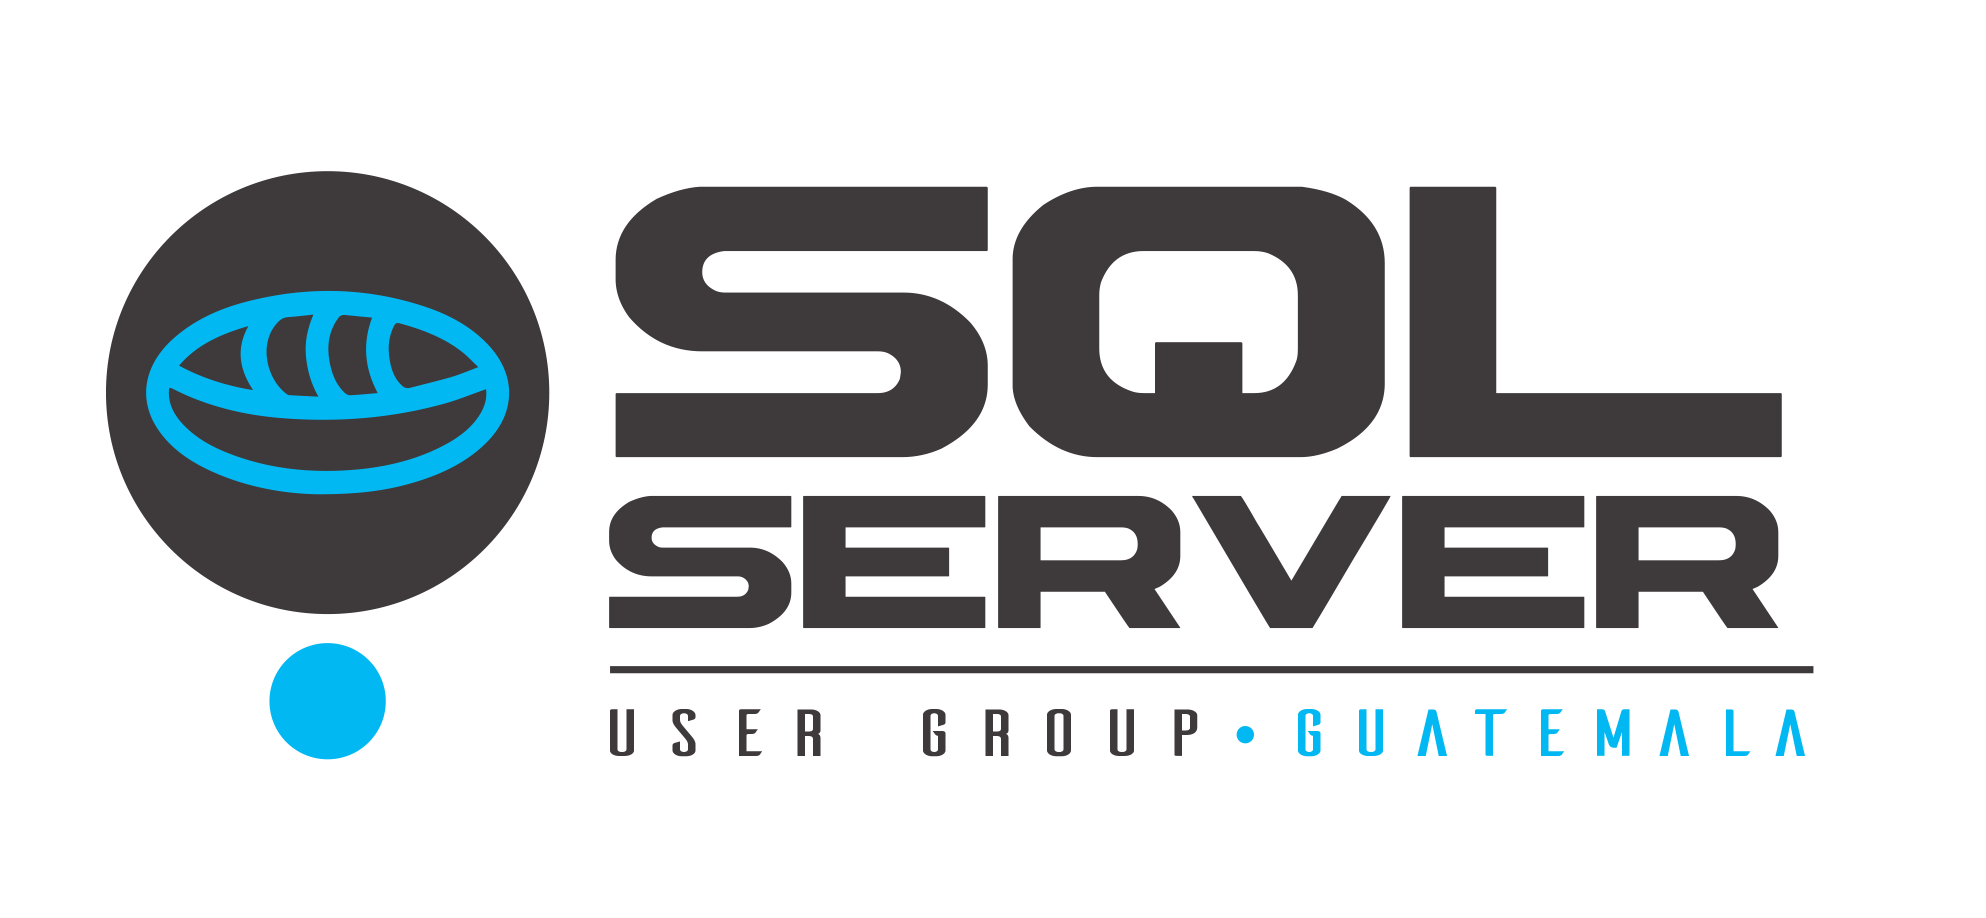 SQL
SERVER
USER GROUP • GUATEMALA